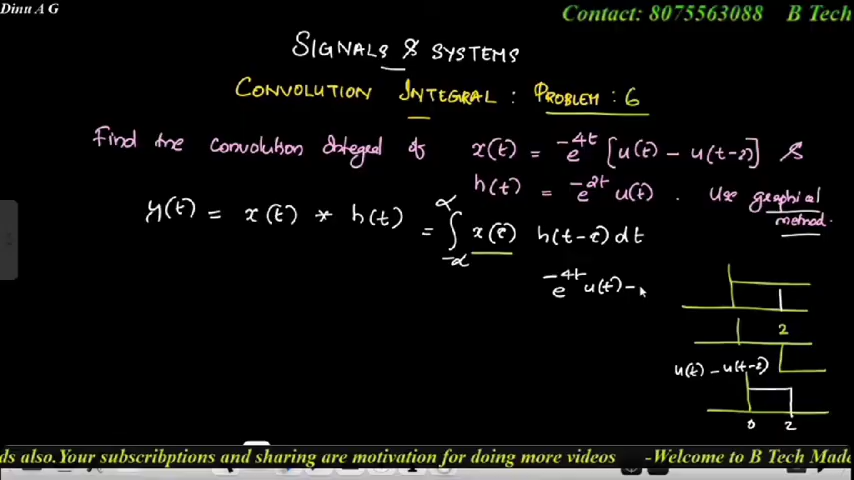 Dinu A G
Contact: 8075563088 B Tech
SIGNALS & SYSTEMS
CONVOLUTION INTEGRAL : PROBLEM : 6
Find the convolution Integral of x(t) = e^{-4t} [u(t) - u(t-2)] &
h(t) = e^{-2t} u(t). Use graphical
method.
y(t) = x(t) * h(t) = ∫_{-α}^{α} x(τ) h(t-τ) dτ
e^{-4t} u(t) -
2
u(t) - u(t-2)
0 2
ds also.Your subscribptions and sharing are motivation for doing more videos -Welcome to B Tech Made